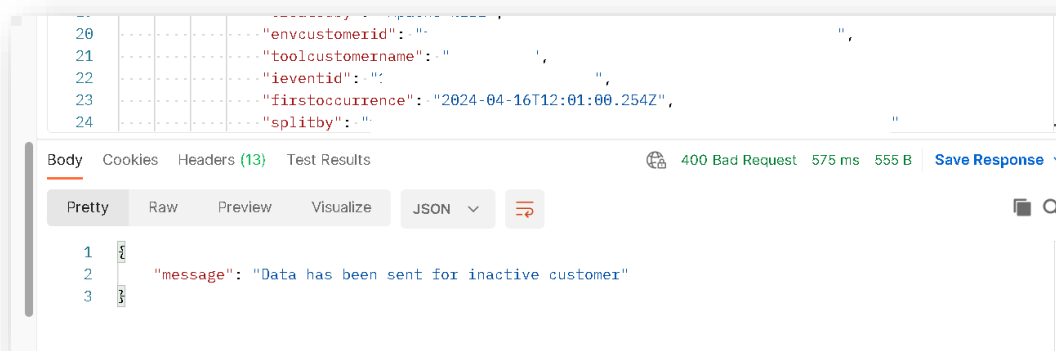 20 "envcustomerid": " ",
21 "toolcustomername": " ',
22 "ieventid": " ",
23 "firstoccurrence": "2024-04-16T12:01:00.254Z",
24 "splitby": " "
Body Cookies Headers (13) Test Results 400 Bad Request 575 ms 555 B Save Response
Pretty Raw Preview Visualize JSON
1 {
2 "message": "Data has been sent for inactive customer"
3 }